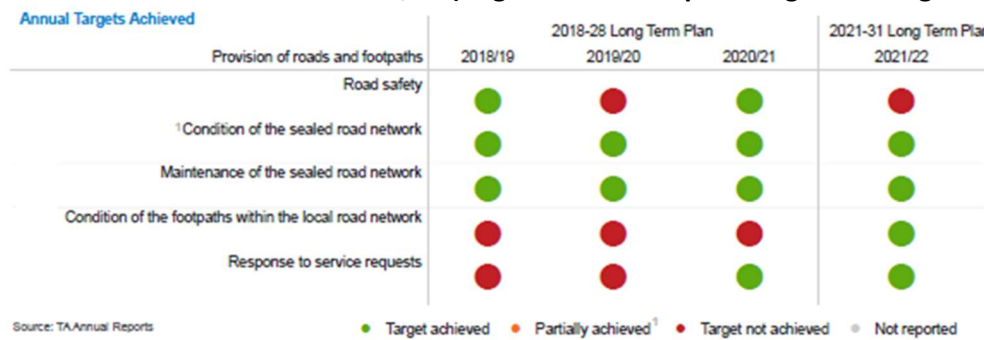 Annual Targets Achieved
2018-28 Long Term Plan 2021-31 Long Term Plan
Provision of roads and footpaths 2018/19 2019/20 2020/21 2021/22
Road safety
1Condition of the sealed road network
Maintenance of the sealed road network
Condition of the footpaths within the local road network
Response to service requests
Source: TA Annual Reports Target achieved Partially achieved1 Target not achieved Not reported